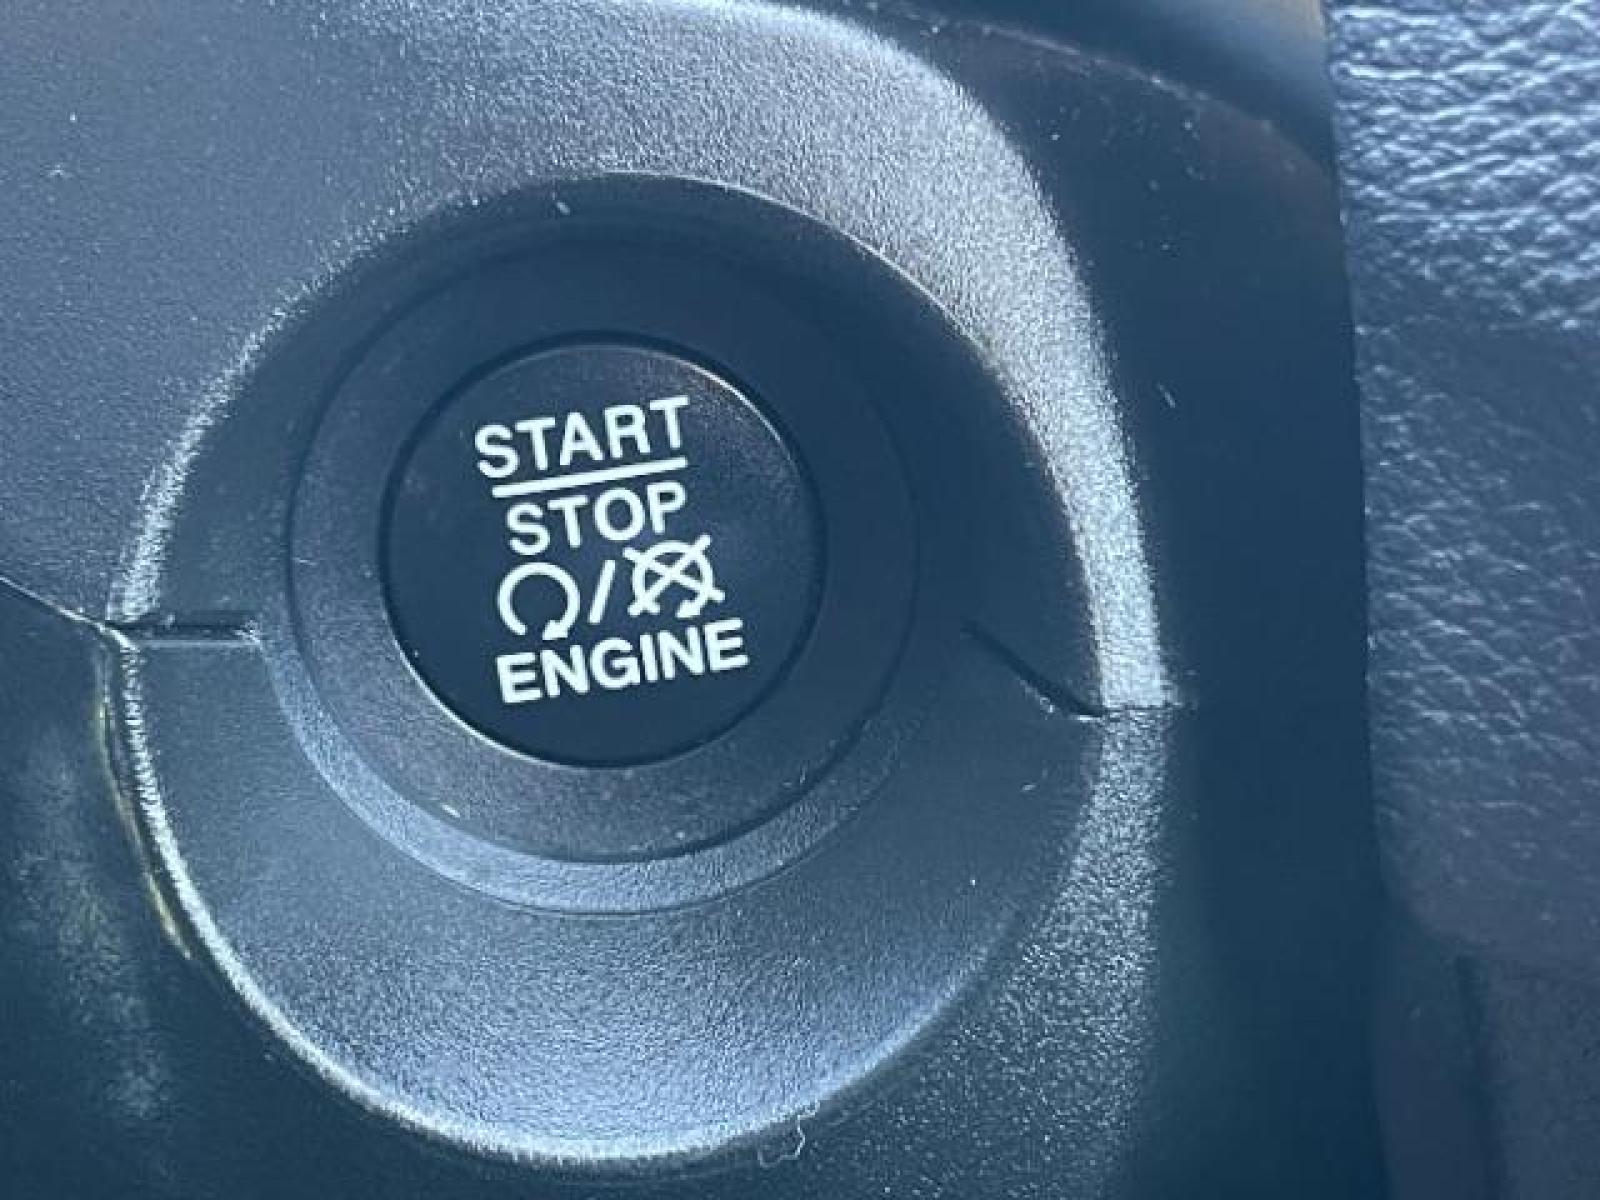 START
STOP
/
ENGINE